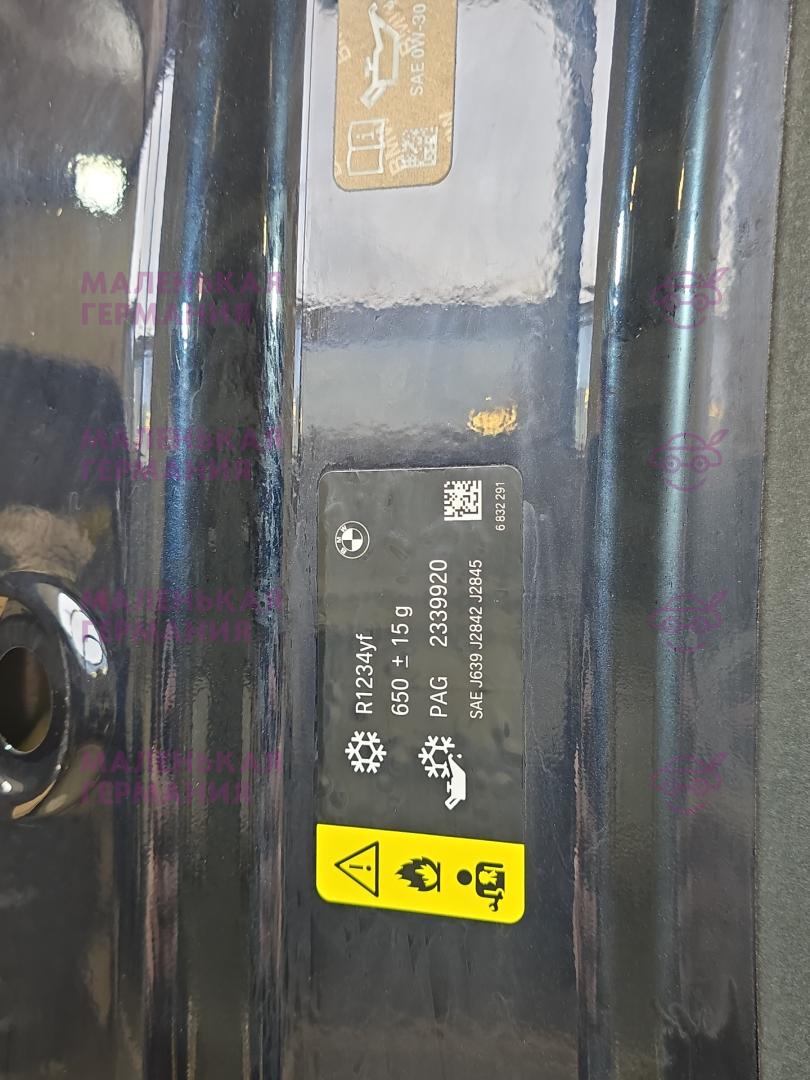 SAE 0W-30
BMW
R1234yf
650 ± 15 g
PAG 2339920
SAE J639 J2842 J2845
6 832 291
МАЛЕНЬКАЯ
ГЕРМАНИЯ
МАЛЕНЬКАЯ
ГЕРМАНИЯ
МАЛЕНЬКАЯ
ГЕРМАНИЯ
МАЛЕНЬКАЯ
ГЕРМАНИЯ